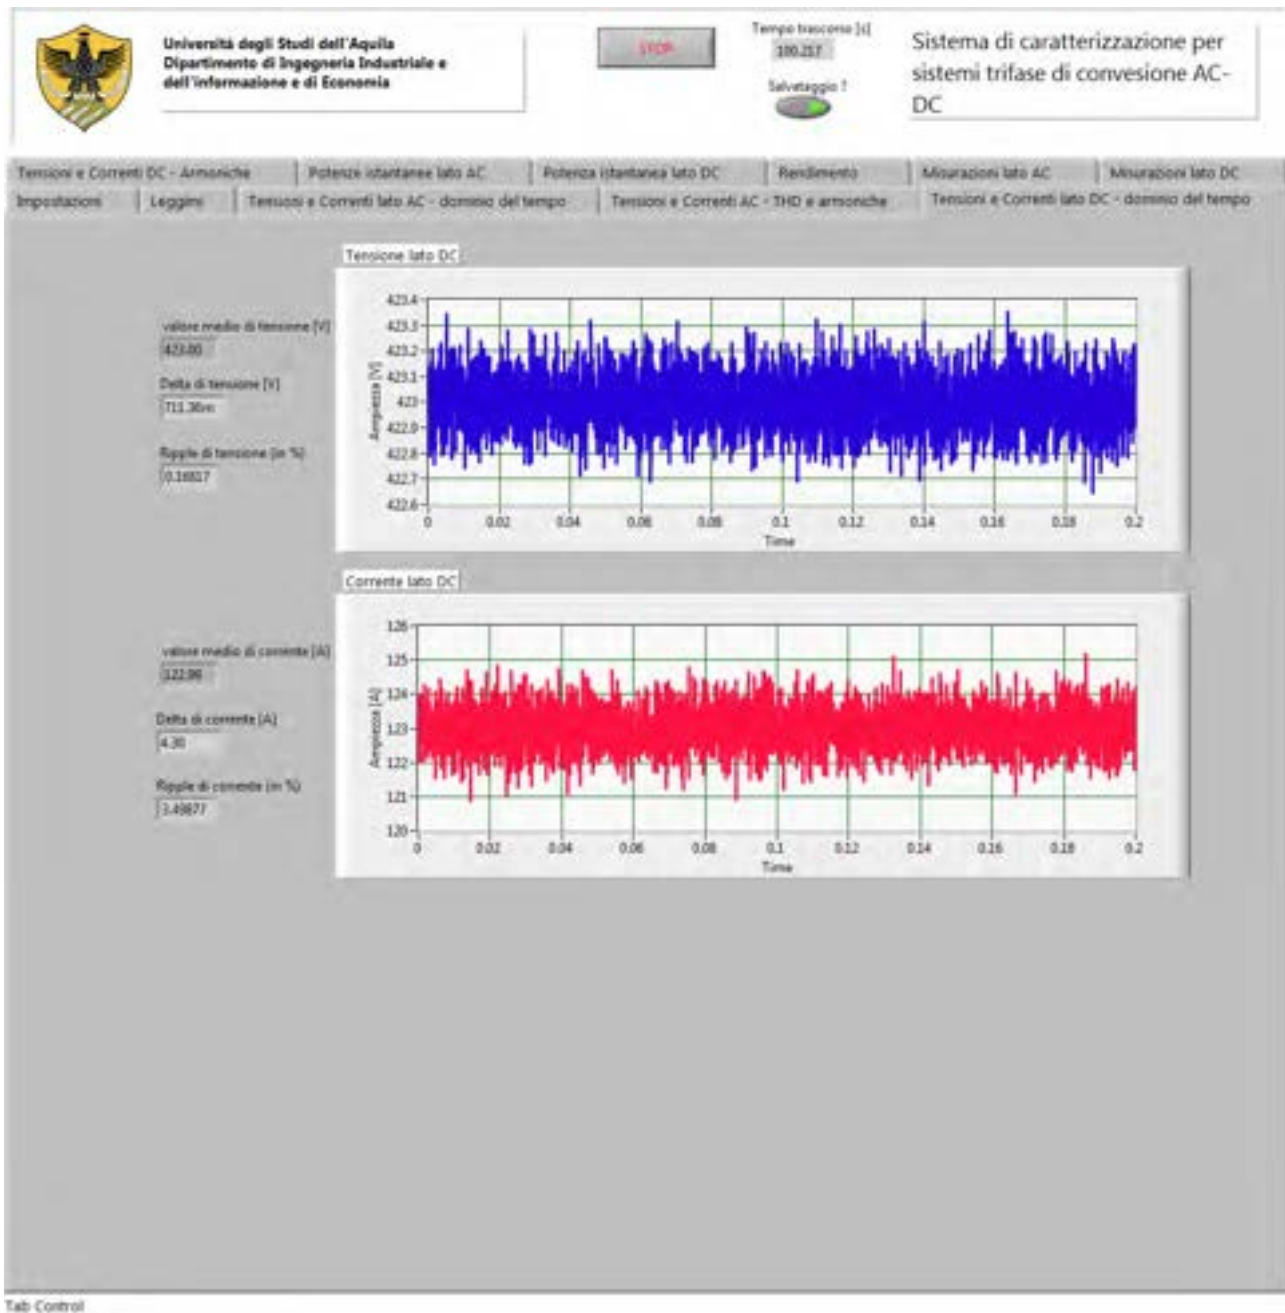 Università degli Studi dell'Aquila
Dipartimento di Ingegneria Industriale e
dell'informazione e di Economia
STOP
Tempo trascorso [s]
100.217
Salvataggio ?
Sistema di caratterizzazione per
sistemi trifase di convesione AC-
DC
Tensioni e Correnti DC - Armoniche
Potenze istantanee lato AC
Potenza istantanea lato DC
Rendimento
Misurazioni lato AC
Misurazioni lato DC
Impostazioni
Leggimi
Tensioni e Correnti lato AC - dominio del tempo
Tensioni e Correnti AC - THD e armoniche
Tensioni e Correnti lato DC - dominio del tempo
Tensione lato DC
valore medio di tensione [V]
423.00
Delta di tensione [V]
711.36m
Ripple di tensione (in %)
0.16817
Ampiezza [V]
423.4
423.3
423.2
423.1
423
422.9
422.8
422.7
422.6
0 0.02 0.04 0.06 0.08 0.1 0.12 0.14 0.16 0.18 0.2
Time
Corrente lato DC
valore medio di corrente [A]
122.98
Delta di corrente [A]
4.30
Ripple di corrente (in %)
3.49877
Ampiezza [A]
126
125
124
123
122
121
120
0 0.02 0.04 0.06 0.08 0.1 0.12 0.14 0.16 0.18 0.2
Time
Tab Control